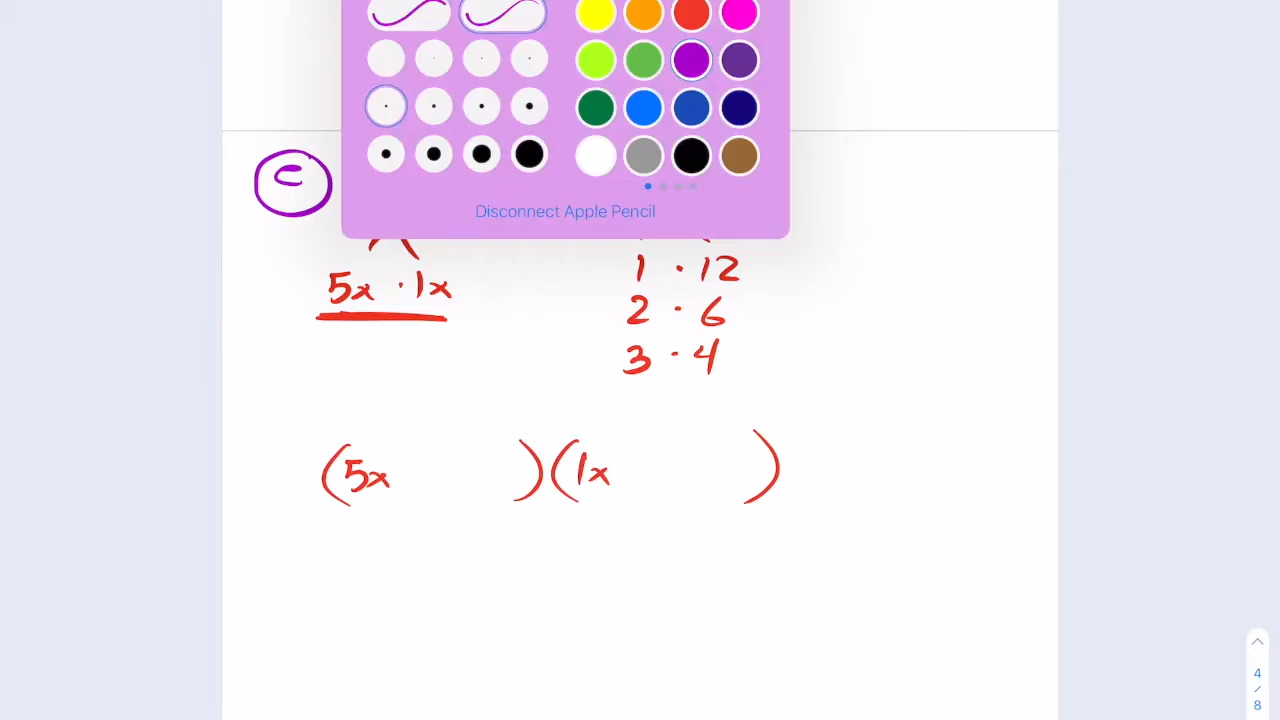 Disconnect Apple Pencil
5x · 1x
1 · 12
2 · 6
3 · 4
(5x )(1x )
4
/
8